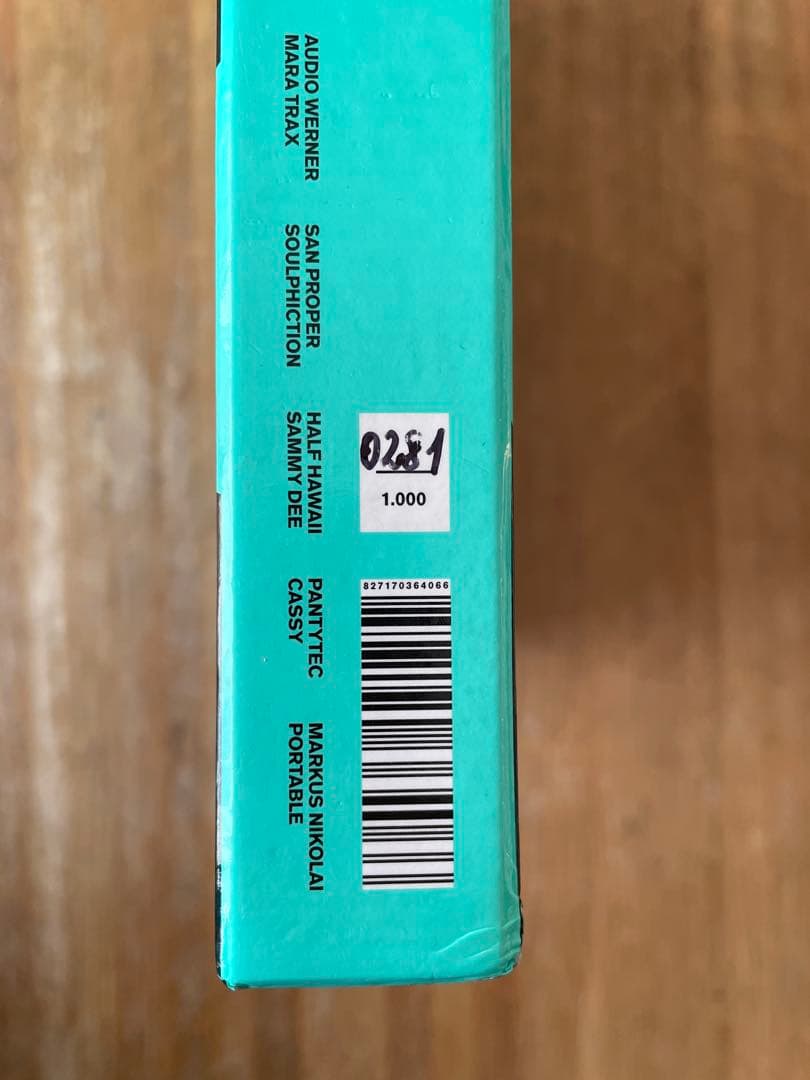 AUDIO WERNER
MARA TRAX
SAN PROPER
SOULPHICTION
HALF HAWAII
SAMMY DEE
PANTYTEC
CASSY
MARKUS NIKOLAI
PORTABLE
0281
1.000
827170364066